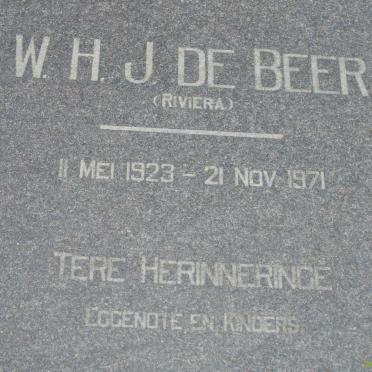 W. H. J. DE BEER
(RIVIERA)
11 MEI 1923 - 21 NOV. 1971
TERE HERINNERINGE
EGGENOTE EN KINDERS